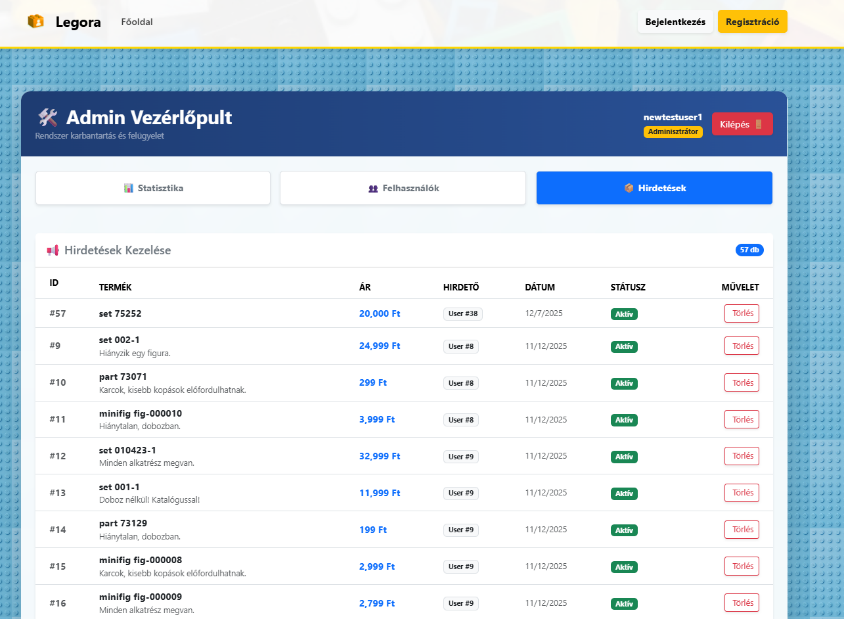 Legora Főoldal Bejelentkezés Regisztráció
Admin Vezérlőpult
Rendszer karbantartás és felügyelet
newtestuser1
Adminisztrátor
Kilépés
Statisztika Felhasználók Hirdetések
Hirdetések Kezelése 57 db
ID TERMÉK ÁR HIRDETŐ DÁTUM STÁTUSZ MŰVELET
#57 set 75252 20,000 Ft User #38 12/7/2025 Aktív Törlés
#9 set 002-1 24,999 Ft User #8 11/12/2025 Aktív Törlés
Hiányzik egy figura.
#10 part 73071 299 Ft User #8 11/12/2025 Aktív Törlés
Karcok, kisebb kopások előfordulhatnak.
#11 minifig fig-000010 3,999 Ft User #8 11/12/2025 Aktív Törlés
Hiánytalan, dobozban.
#12 set 010423-1 32,999 Ft User #9 11/12/2025 Aktív Törlés
Minden alkatrész megvan.
#13 set 001-1 11,999 Ft User #9 11/12/2025 Aktív Törlés
Doboz nélkül! Katalógussal!
#14 part 73129 199 Ft User #9 11/12/2025 Aktív Törlés
Hiánytalan, dobozban.
#15 minifig fig-000008 2,999 Ft User #9 11/12/2025 Aktív Törlés
Karcok, kisebb kopások előfordulhatnak.
#16 minifig fig-000009 2,799 Ft User #9 11/12/2025 Aktív Törlés
Minden alkatrész megvan.